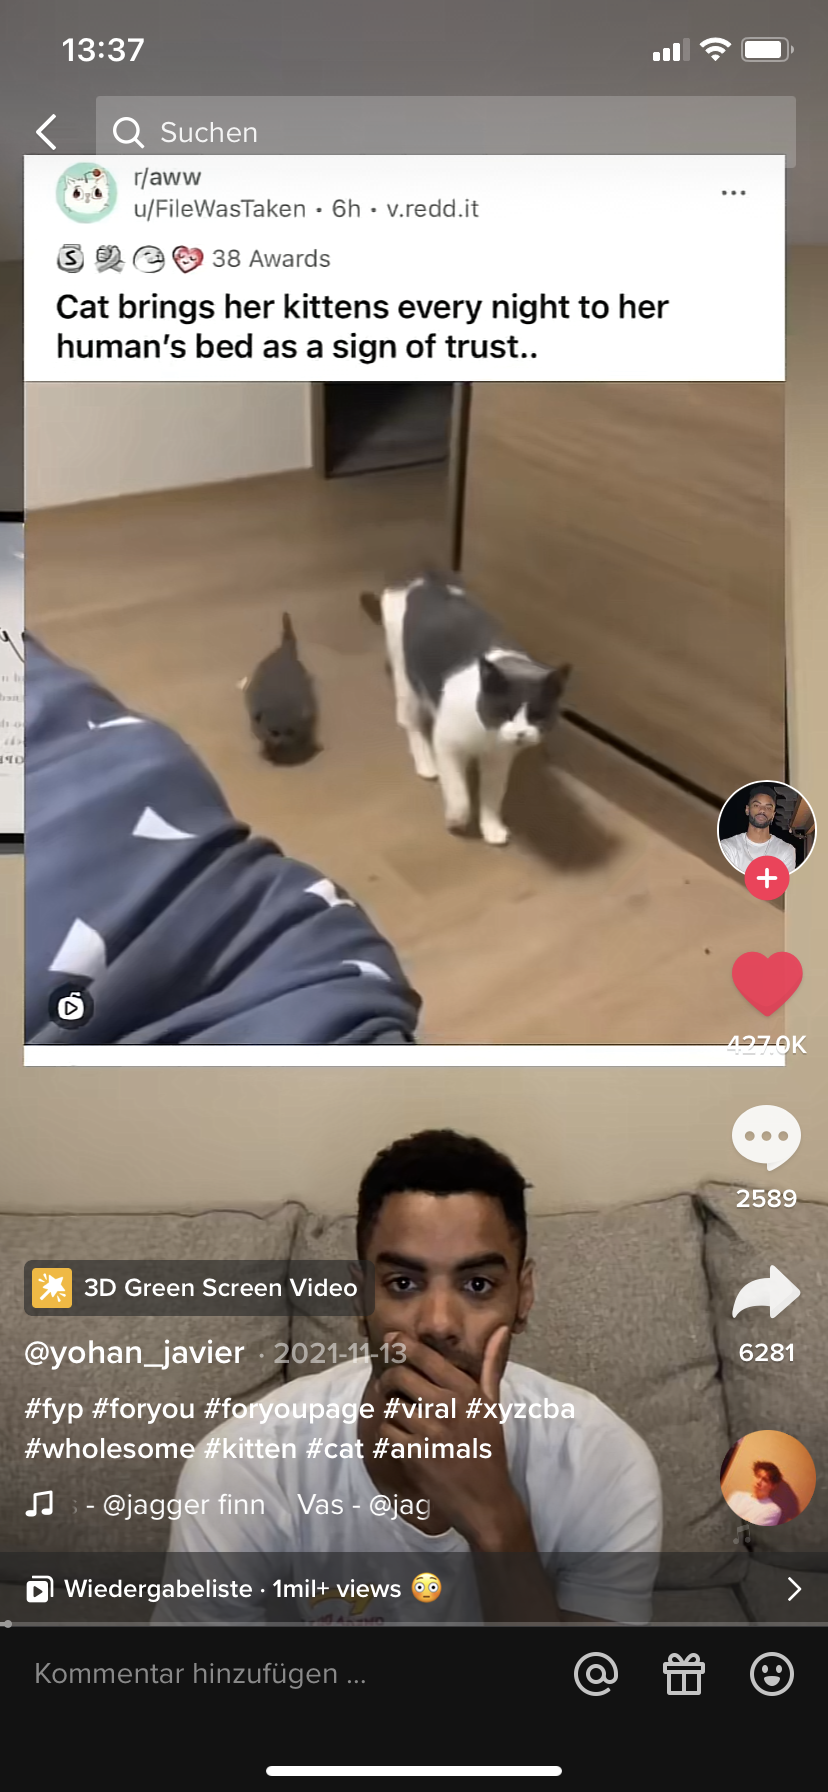 13:37
Suchen
r/aww
u/FileWasTaken • 6h • v.redd.it
38 Awards
Cat brings her kittens every night to her
human's bed as a sign of trust..
427.0K
2589
3D Green Screen Video
@yohan_javier · 2021-11-13
6281
#fyp #foryou #foryoupage #viral #xyzcba
#wholesome #kitten #cat #animals
- @jagger finn Vas - @jag
Wiedergabeliste · 1mil+ views 😳
Kommentar hinzufügen ...